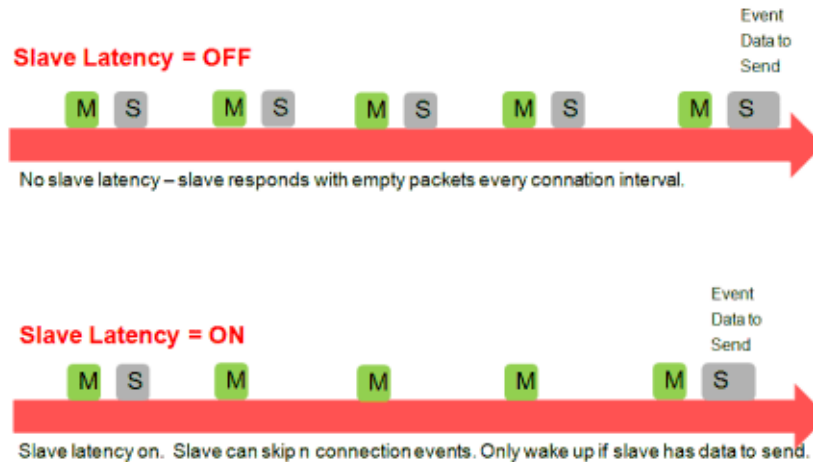 Event
Data to
Send
Slave Latency = OFF
M S M S M S M S M S
No slave latency – slave responds with empty packets every connation interval.
Event
Data to
Send
Slave Latency = ON
M S M M M M S
Slave latency on. Slave can skip n connection events. Only wake up if slave has data to send.